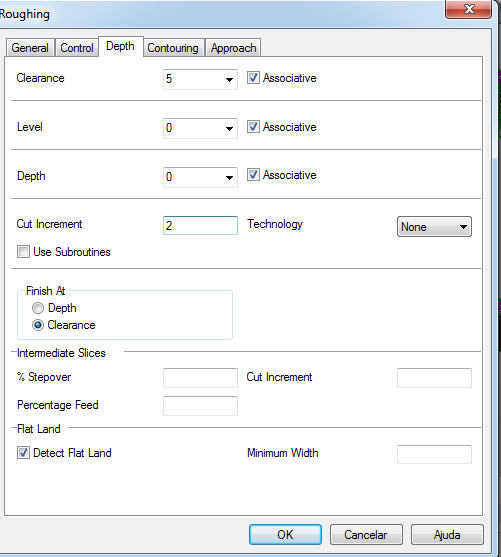 Roughing
General Control Depth Contouring Approach
Clearance 5 Associative
Level 0 Associative
Depth 0 Associative
Cut Increment 2 Technology None
Use Subroutines
Finish At
Depth
Clearance
Intermediate Slices
% Stepover Cut Increment
Percentage Feed
Flat Land
Detect Flat Land Minimum Width
OK Cancelar Ajuda